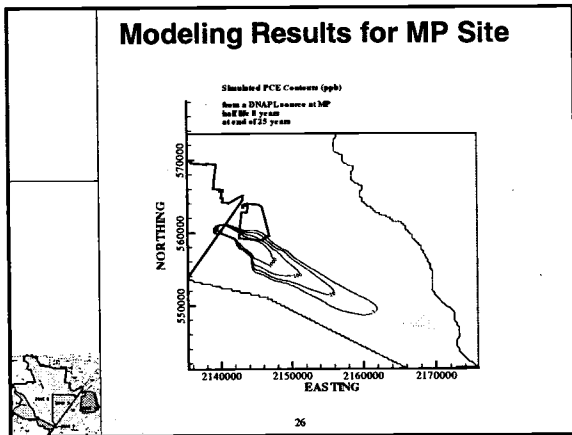 Modeling Results for MP Site
Simulated PCE Contours (ppb)
from a DNAPL source at MP
half life 8 years
at end of 25 years
NORTHING
570000
560000
550000
2140000
2150000
2160000
2170000
EASTING
26